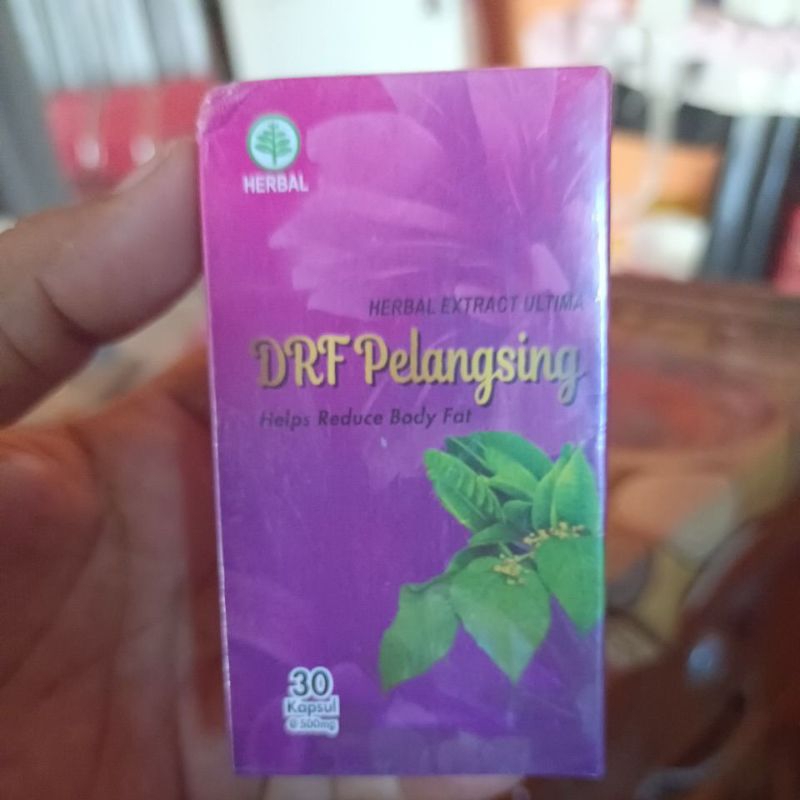 HERBAL
HERBAL EXTRACT ULTIMA
DRF Pelangsing
Helps Reduce Body Fat
30
Kapsul
@ 500mg